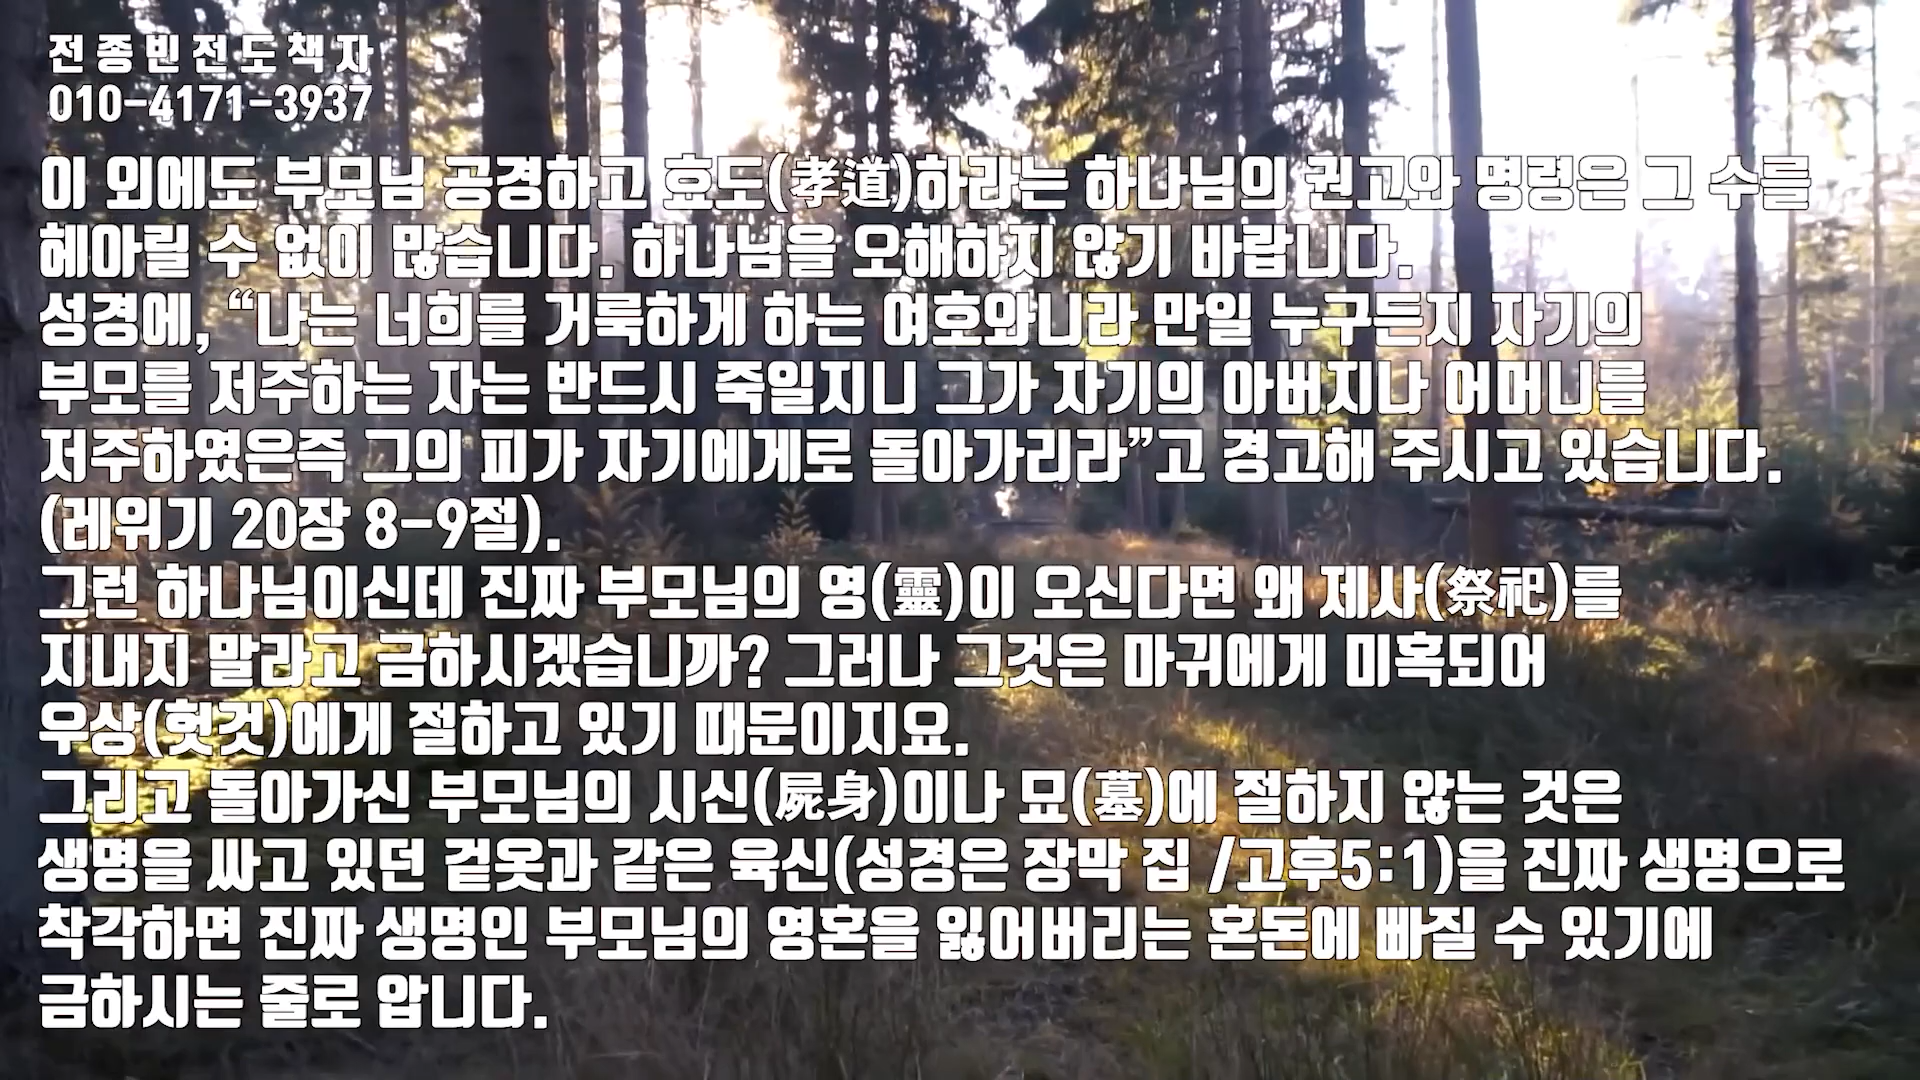 전종빈전도책자
010-4171-3937
이 외에도 부모님 공경하고 효도(孝道)하라는 하나님의 권고와 명령은 그 수를
헤아릴 수 없이 많습니다. 하나님을 오해하지 않기 바랍니다.
성경에, “나는 너희를 거룩하게 하는 여호와니라 만일 누구든지 자기의
부모를 저주하는 자는 반드시 죽일지니 그가 자기의 아버지나 어머니를
저주하였은즉 그의 피가 자기에게로 돌아가리라”고 경고해 주시고 있습니다.
(레위기 20장 8-9절).
그런 하나님이신데 진짜 부모님의 영(靈)이 오신다면 왜 제사(祭祀)를
지내지 말라고 금하시겠습니까? 그러나 그것은 마귀에게 미혹되어
우상(헛것)에게 절하고 있기 때문이지요.
그리고 돌아가신 부모님의 시신(屍身)이나 묘(墓)에 절하지 않는 것은
생명을 싸고 있던 겉옷과 같은 육신(성경은 장막 집 /고후5:1)을 진짜 생명으로
착각하면 진짜 생명인 부모님의 영혼을 잃어버리는 혼돈에 빠질 수 있기에
금하시는 줄로 압니다.